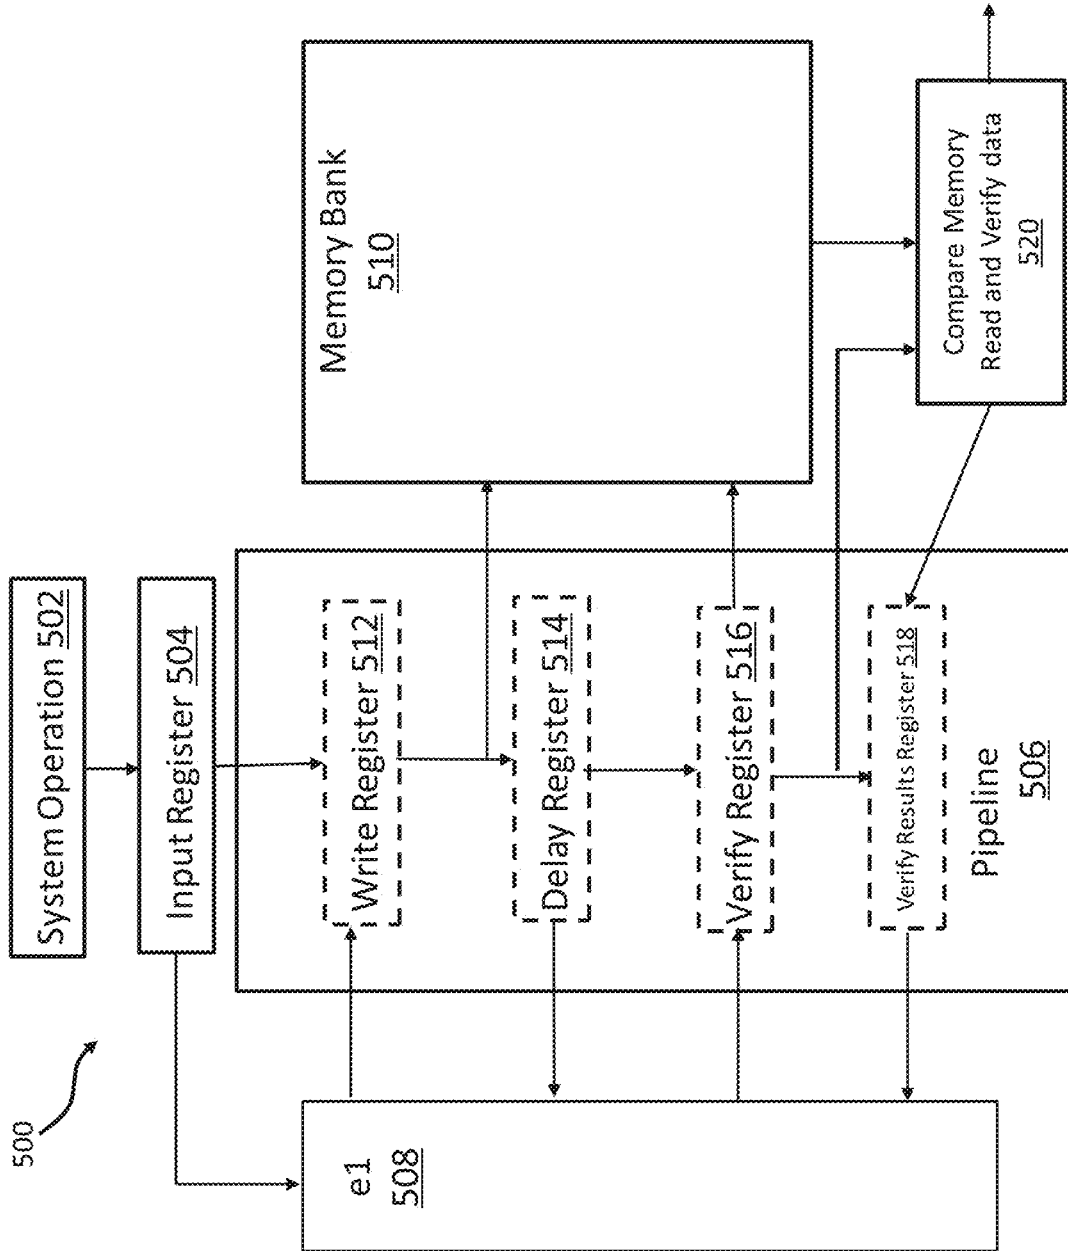 500
System Operation 502
Input Register 504
e1
508
Write Register 512
Delay Register 514
Verify Register 516
Verify Results Register 518
Pipeline
506
Memory Bank
510
Compare Memory
Read and Verify data
520